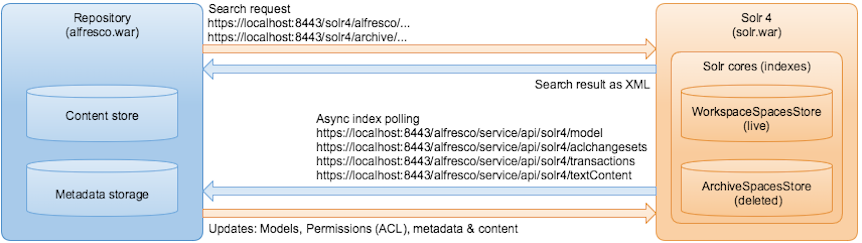 Repository
(alfresco.war)
Content store
Metadata storage
Search request
https://localhost:8443/solr4/alfresco/...
https://localhost:8443/solr4/archive/...
Search result as XML
Async index polling
https://localhost:8443/alfresco/service/api/solr4/model
https://localhost:8443/alfresco/service/api/solr4/aclchangesets
https://localhost:8443/alfresco/service/api/solr4/transactions
https://localhost:8443/alfresco/service/api/solr4/textContent
Updates: Models, Permissions (ACL), metadata & content
Solr 4
(solr.war)
Solr cores (indexes)
WorkspaceSpacesStore
(live)
ArchiveSpacesStore
(deleted)